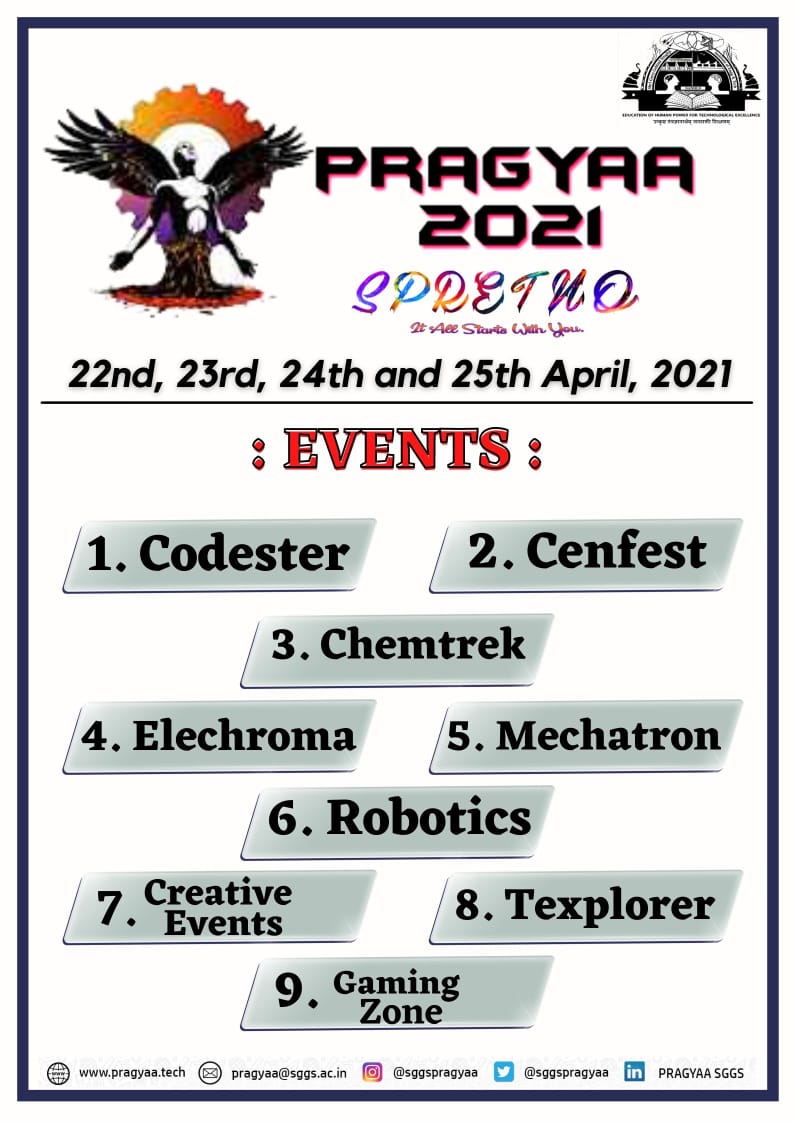 EDUCATION OF HUMAN POWER FOR TECHNOLOGICAL EXCELLENCE
PRAGYAA
2021
SPRETNO
It All Starts With You.
22nd, 23rd, 24th and 25th April, 2021
: EVENTS :
1. Codester
2. Cenfest
3. Chemtrek
4. Elechroma
5. Mechatron
6. Robotics
7. Creative
Events
8. Texplorer
9. Gaming
Zone
www.pragyaa.tech pragyaa@sggs.ac.in @sggspragyaa @sggspragyaa in PRAGYAA SGGS